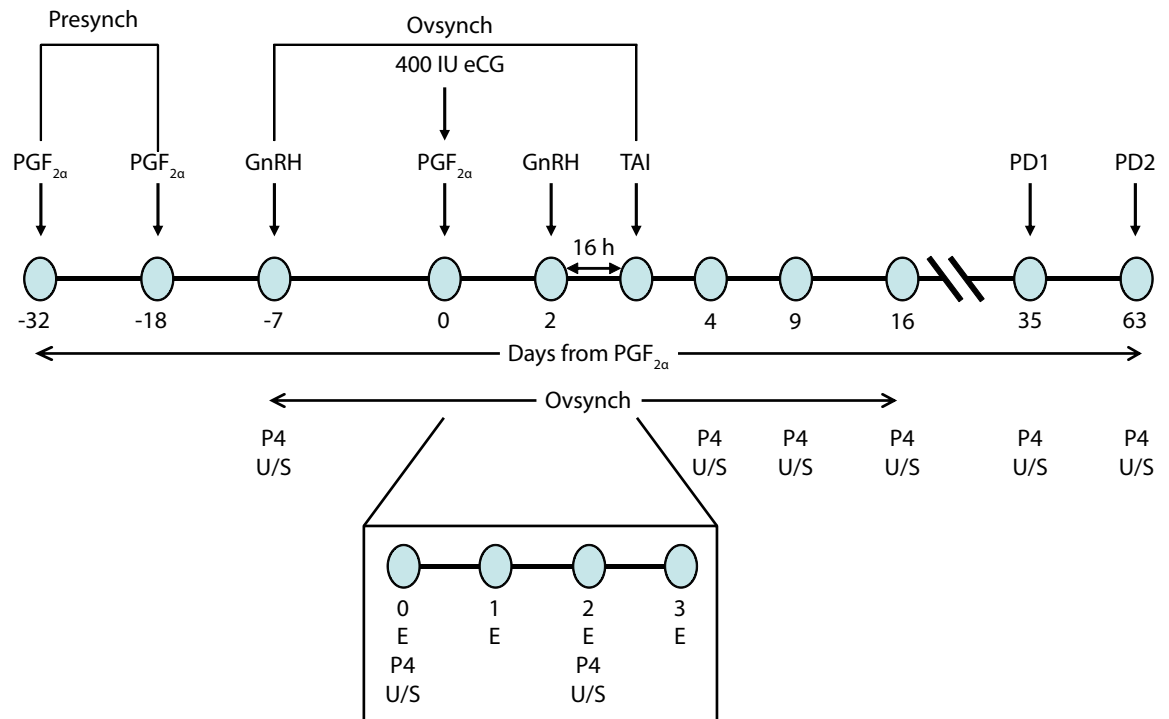 Presynch
Ovsynch
400 IU eCG
PGF2α PGF2α GnRH PGF2α GnRH TAI PD1 PD2
16 h
-32 -18 -7 0 2 4 9 16 35 63
Days from PGF2α
Ovsynch
P4 P4 P4 P4 P4 P4
U/S U/S U/S U/S U/S U/S
0 1 2 3
E E E E
P4 P4
U/S U/S